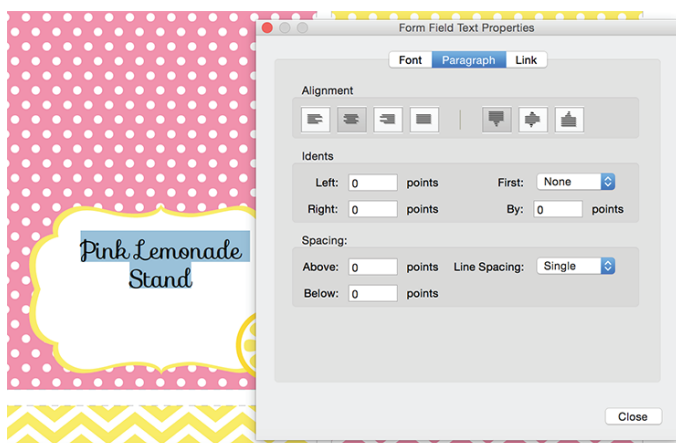 Form Field Text Properties
Font Paragraph Link
Alignment
Idents
Left: 0 points First: None
Right: 0 points By: 0 points
Spacing:
Above: 0 points Line Spacing: Single
Below: 0 points
Close
Pink Lemonade
Stand